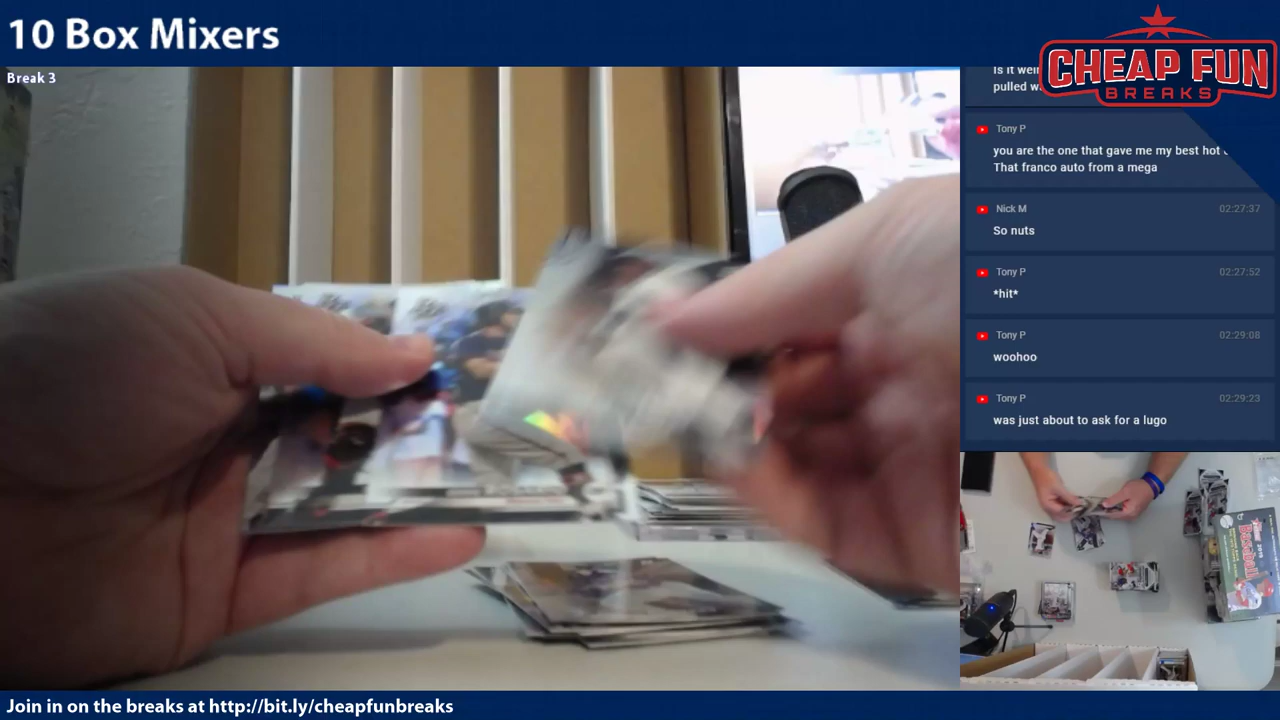 10 Box Mixers
Break 3
CHEAP FUN
BREAKS
Is it wei
pulled w
Tony P
you are the one that gave me my best hot
That franco auto from a mega
Nick M
02:27:37
So nuts
Tony P
02:27:52
*hit*
Tony P
02:29:08
woohoo
Tony P
02:29:23
was just about to ask for a lugo
Baseball
Join in on the breaks at http://bit.ly/cheapfunbreaks